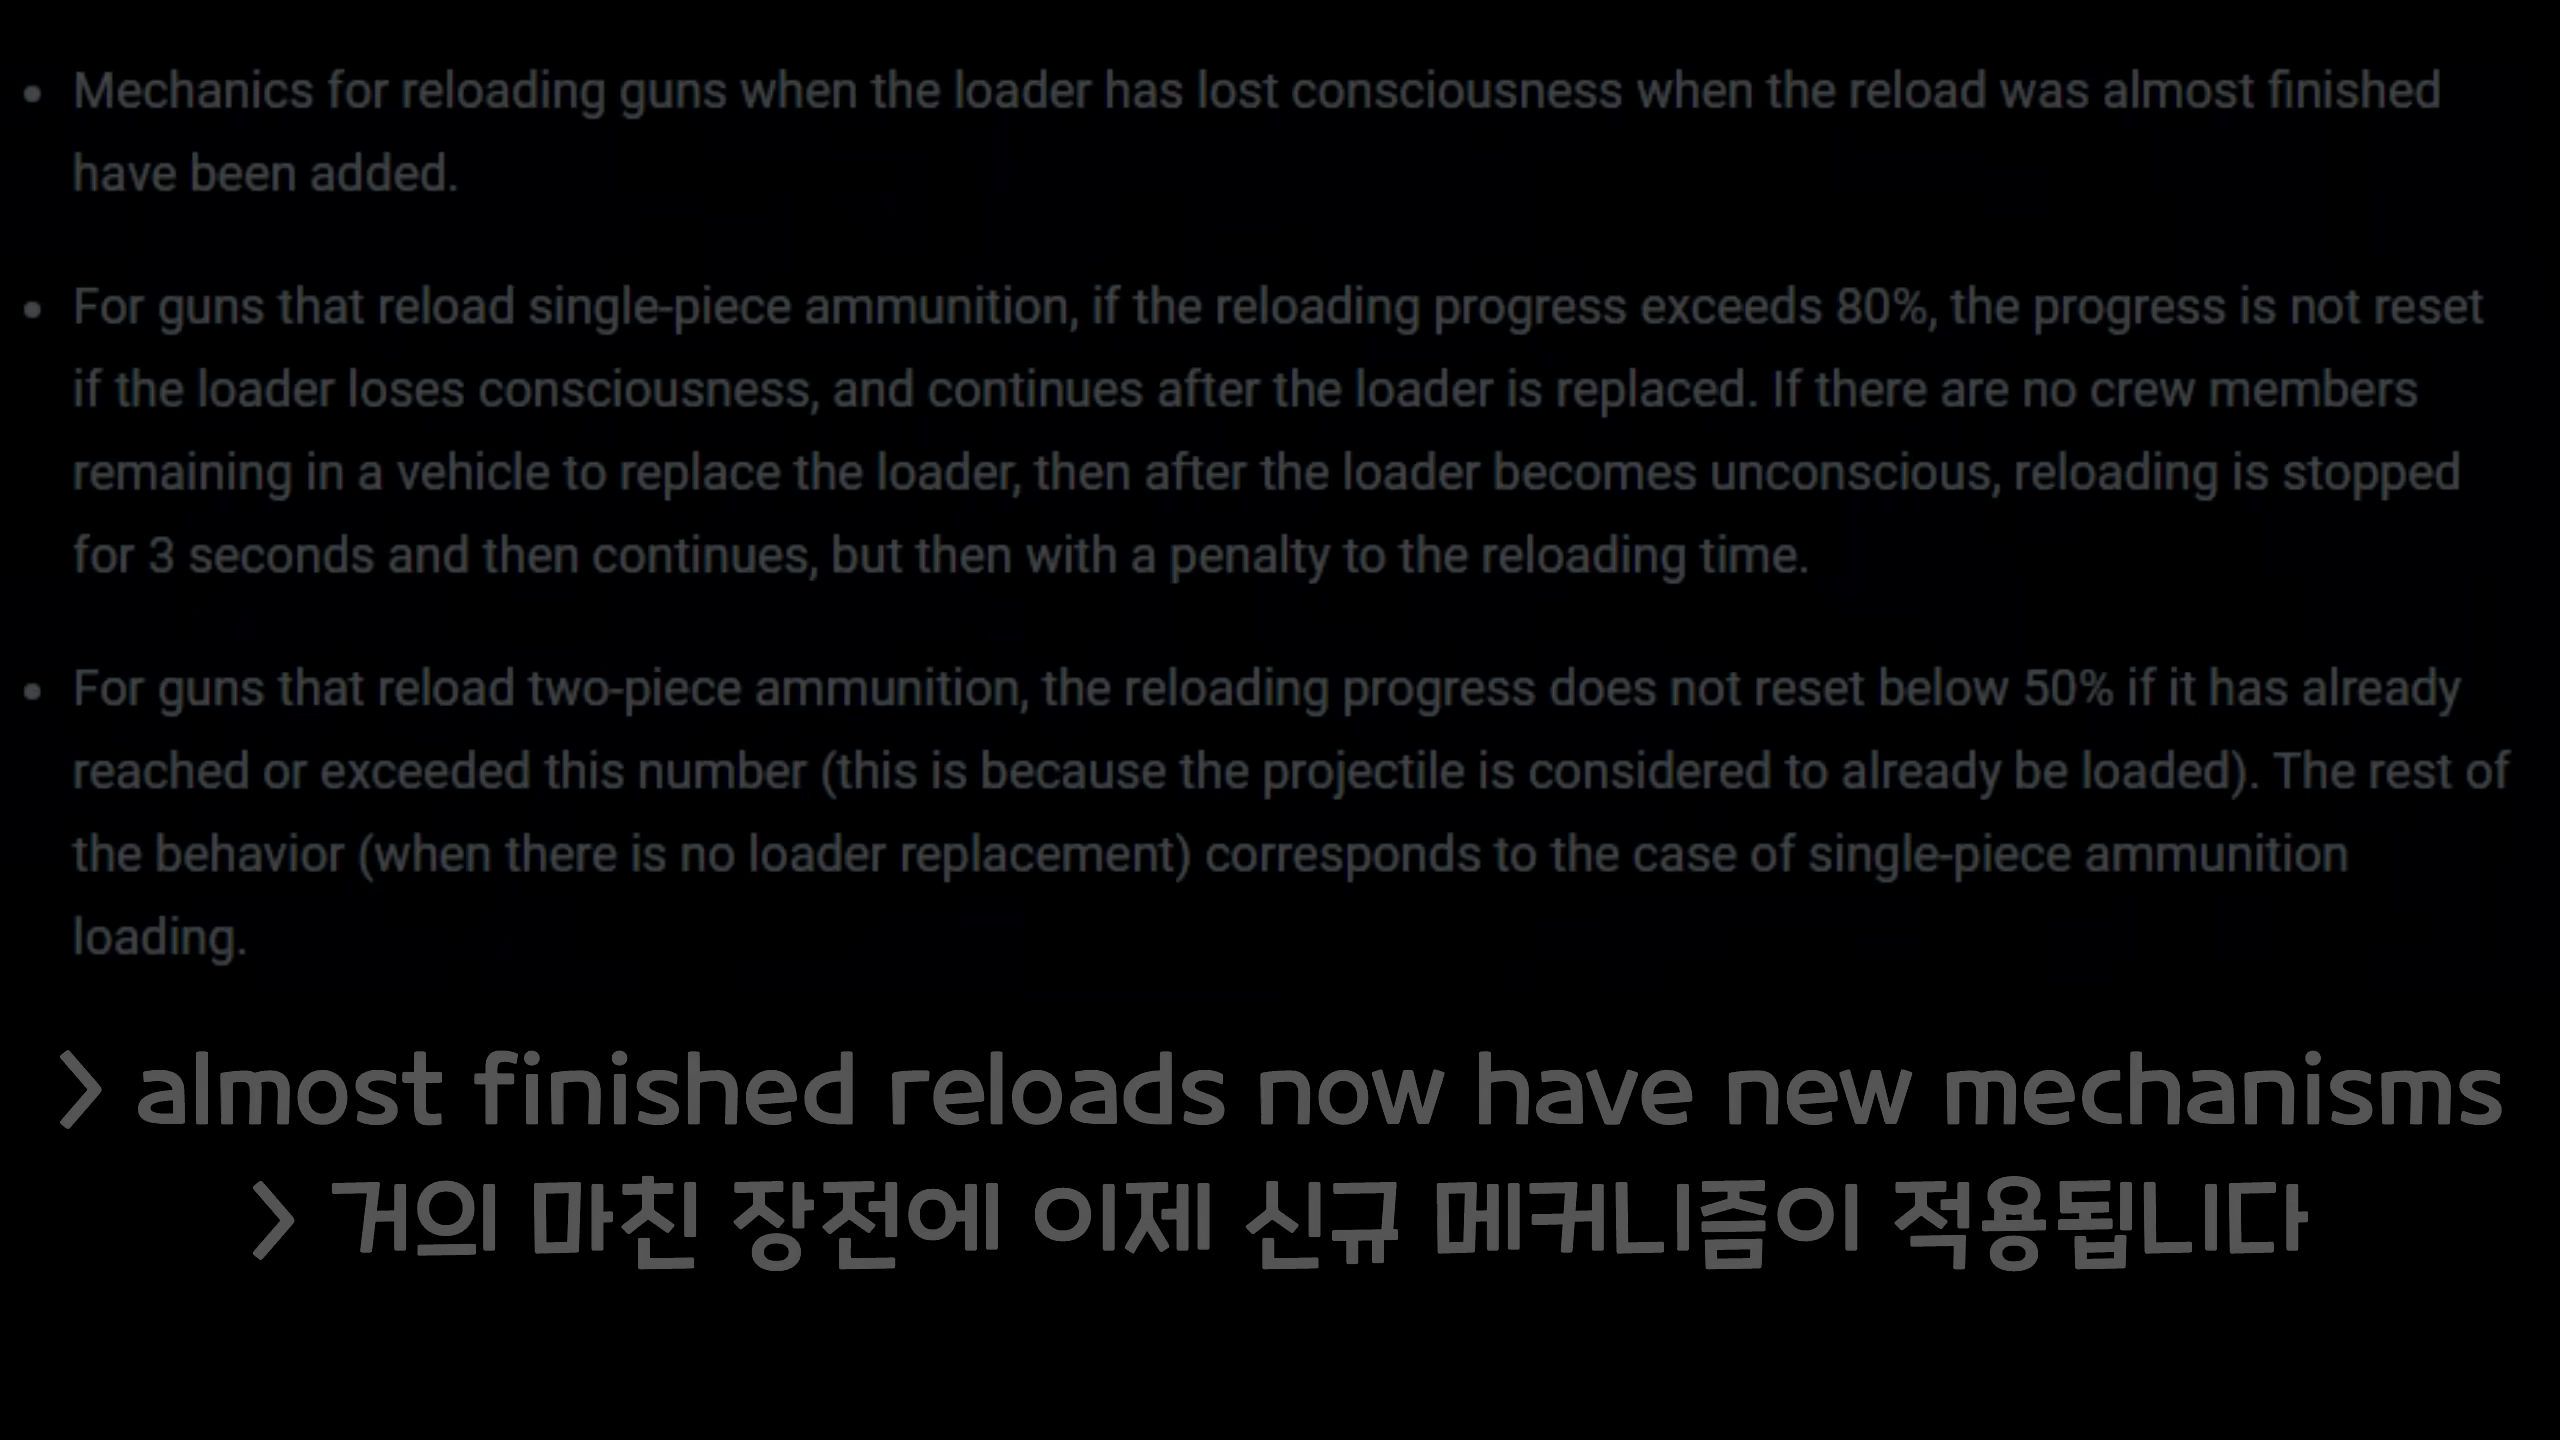 • Mechanics for reloading guns when the loader has lost consciousness when the reload was almost finished
have been added.
• For guns that reload single-piece ammunition, if the reloading progress exceeds 80%, the progress is not reset
if the loader loses consciousness, and continues after the loader is replaced. If there are no crew members
remaining in a vehicle to replace the loader, then after the loader becomes unconscious, reloading is stopped
for 3 seconds and then continues, but then with a penalty to the reloading time.
• For guns that reload two-piece ammunition, the reloading progress does not reset below 50% if it has already
reached or exceeded this number (this is because the projectile is considered to already be loaded). The rest of
the behavior (when there is no loader replacement) corresponds to the case of single-piece ammunition
loading.
> almost finished reloads now have new mechanisms
> 거의 마친 장전에 이제 신규 메커니즘이 적용됩니다